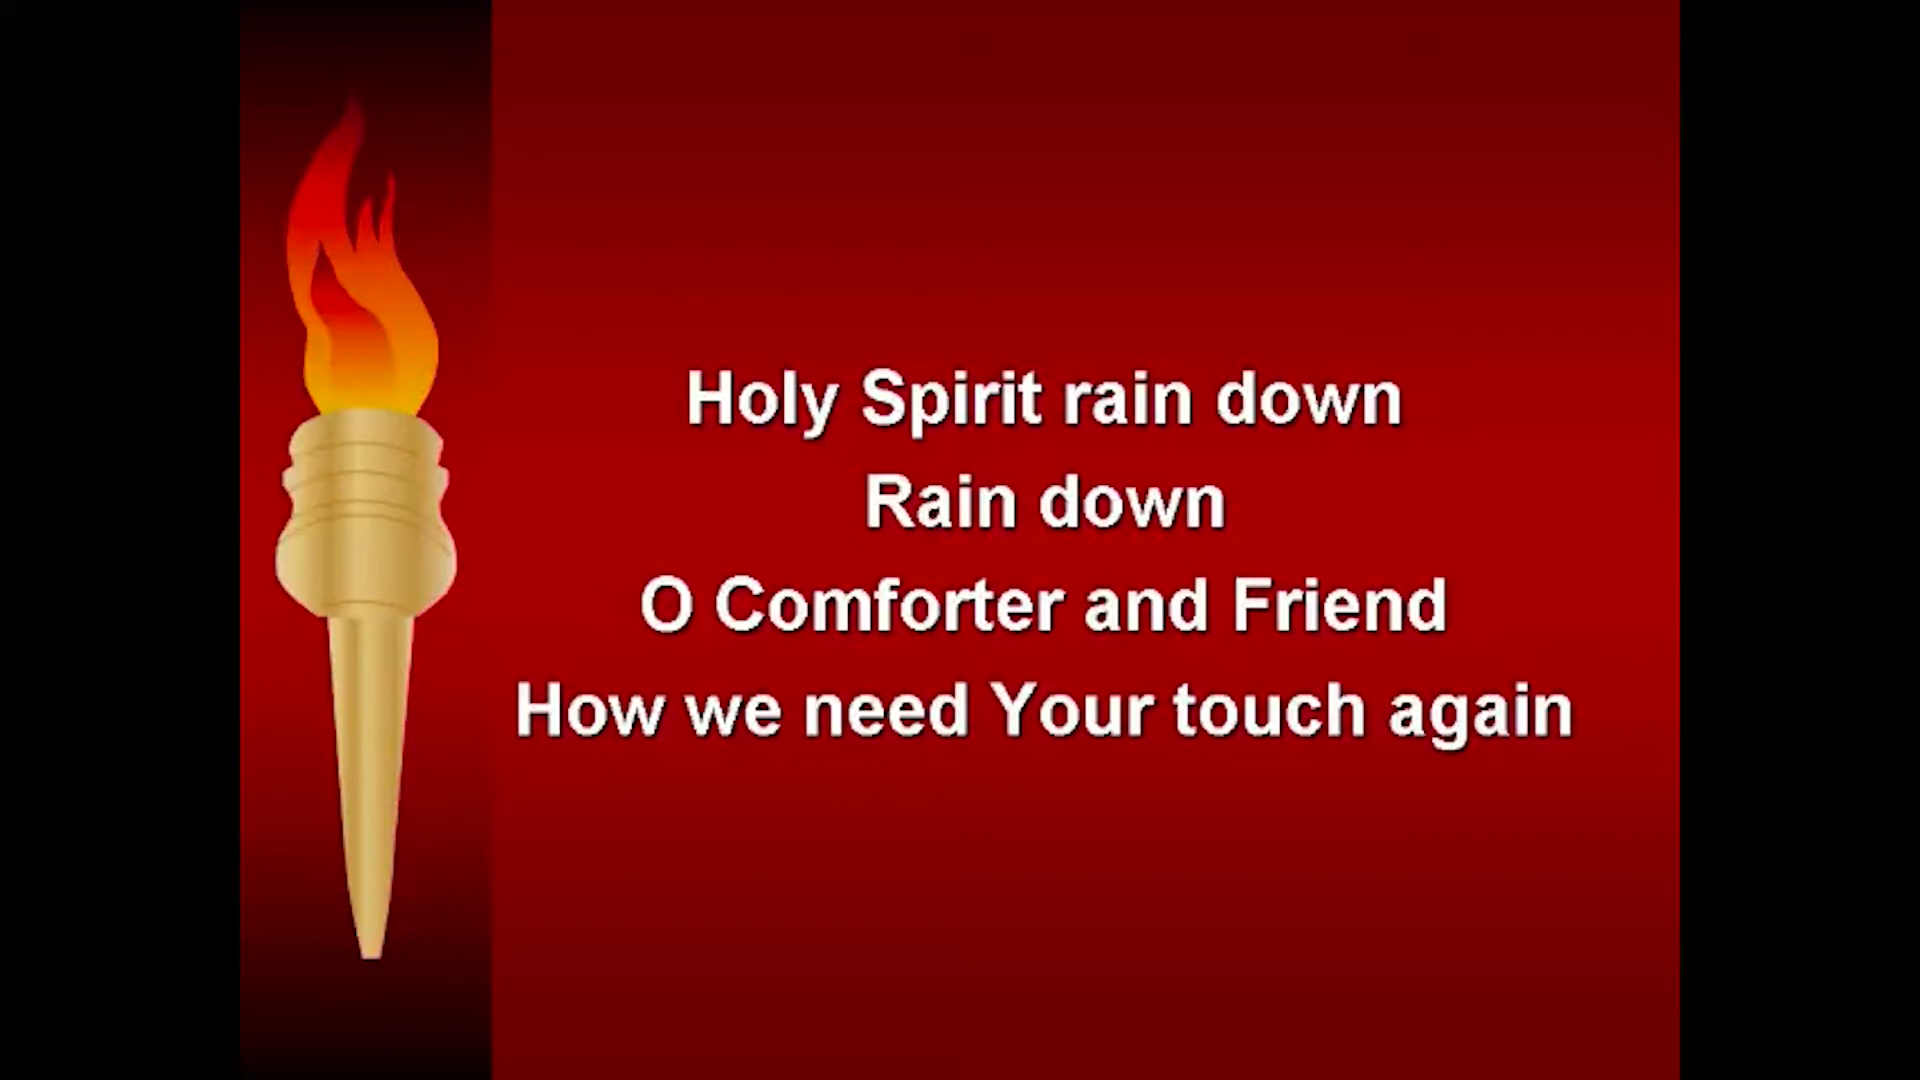 Holy Spirit rain down
Rain down
O Comforter and Friend
How we need Your touch again